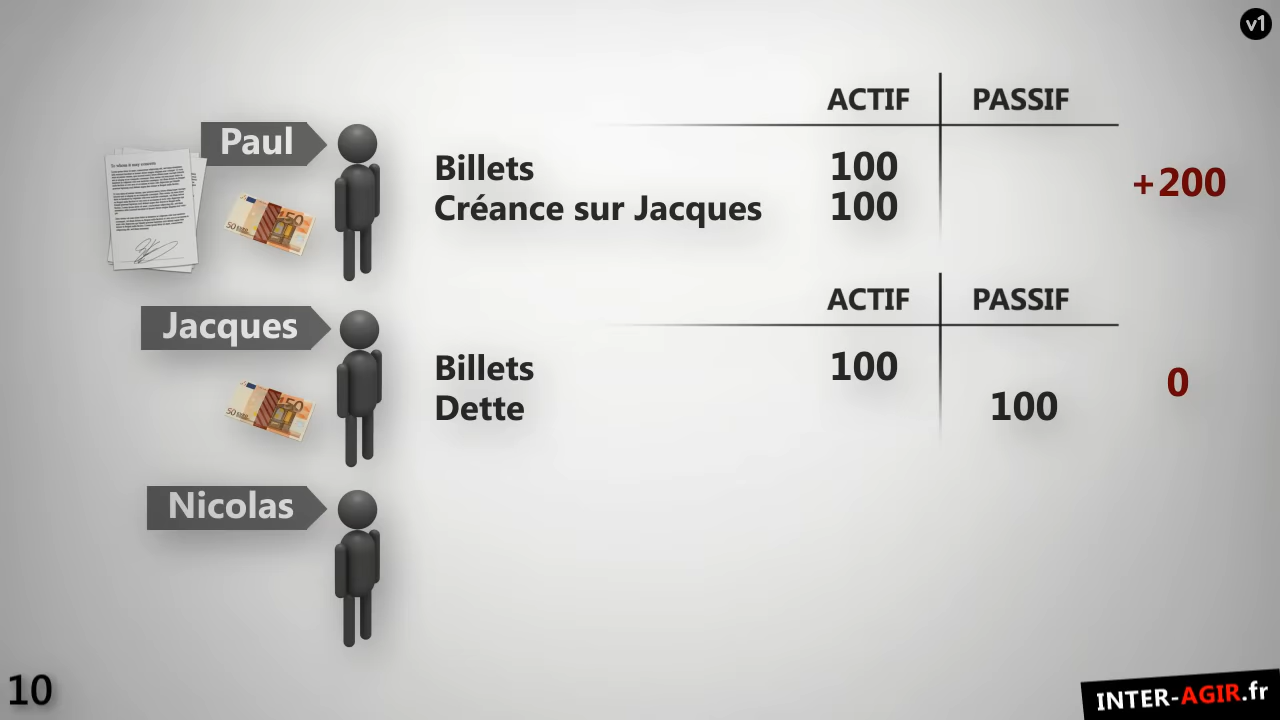 v1
ACTIF PASSIF
Paul
Billets 100
Créance sur Jacques 100
+200
ACTIF PASSIF
Jacques
Billets 100
Dette 100
0
Nicolas
10
INTER-AGIR.fr